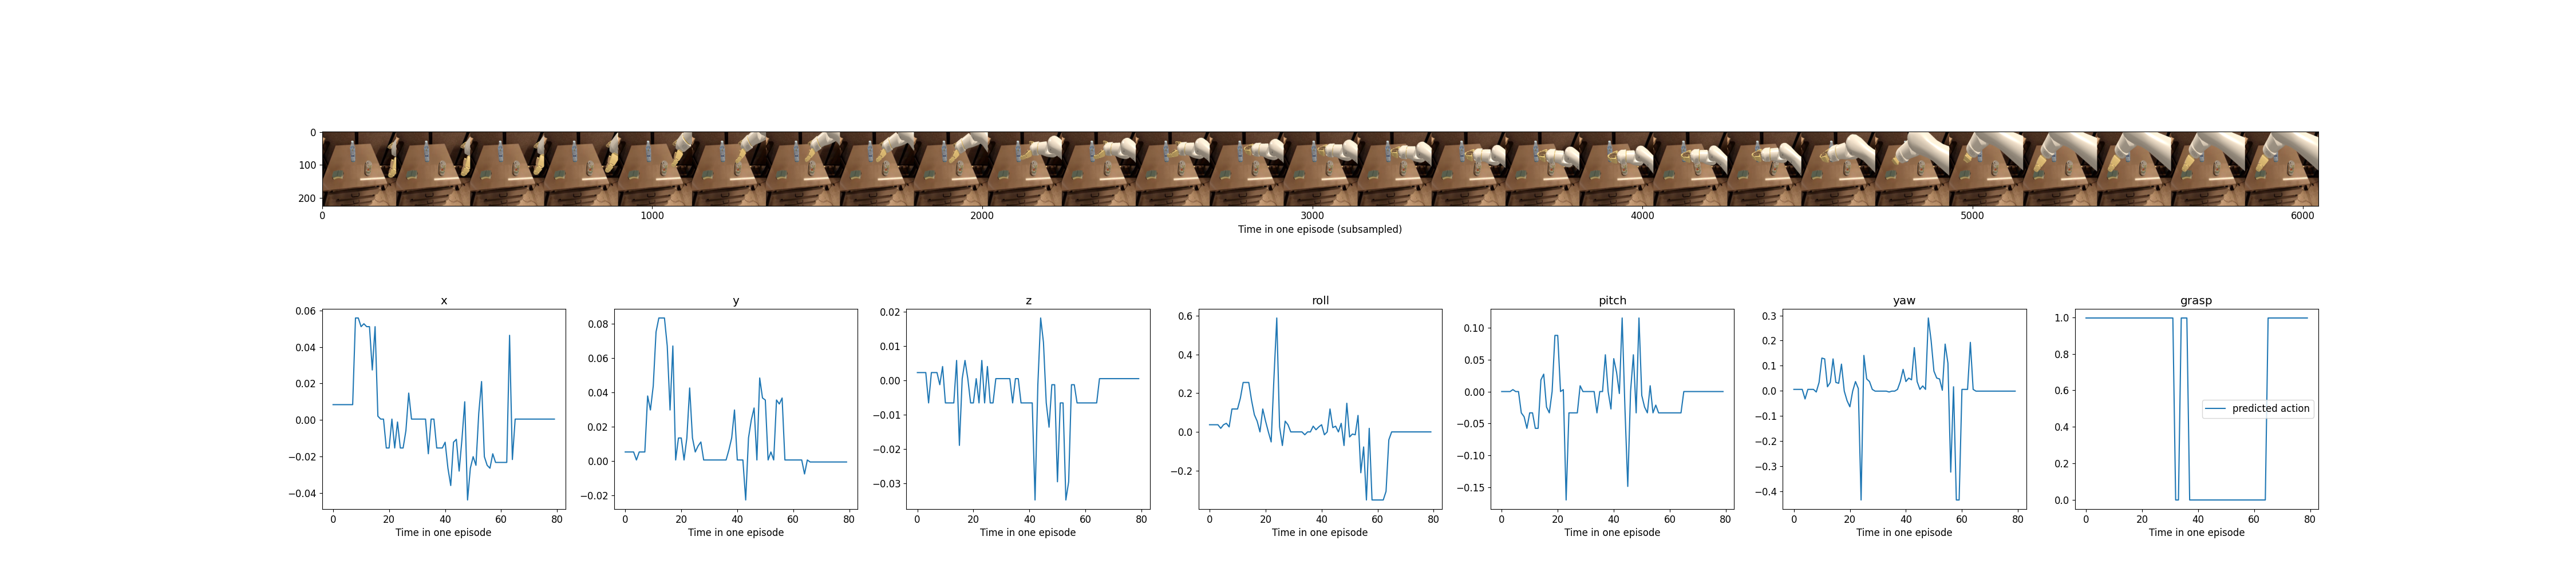 0
100
200
0 1000 2000 3000 4000 5000 6000
Time in one episode (subsampled)
x
0.06
0.04
0.02
0.00
−0.02
−0.04
0 20 40 60 80
Time in one episode
y
0.08
0.06
0.04
0.02
0.00
−0.02
0 20 40 60 80
Time in one episode
z
0.02
0.01
0.00
−0.01
−0.02
−0.03
0 20 40 60 80
Time in one episode
roll
0.6
0.4
0.2
0.0
−0.2
0 20 40 60 80
Time in one episode
pitch
0.10
0.05
0.00
−0.05
−0.10
−0.15
0 20 40 60 80
Time in one episode
yaw
0.3
0.2
0.1
0.0
−0.1
−0.2
−0.3
−0.4
0 20 40 60 80
Time in one episode
grasp
1.0
0.8
0.6
0.4
0.2
0.0
predicted action
0 20 40 60 80
Time in one episode